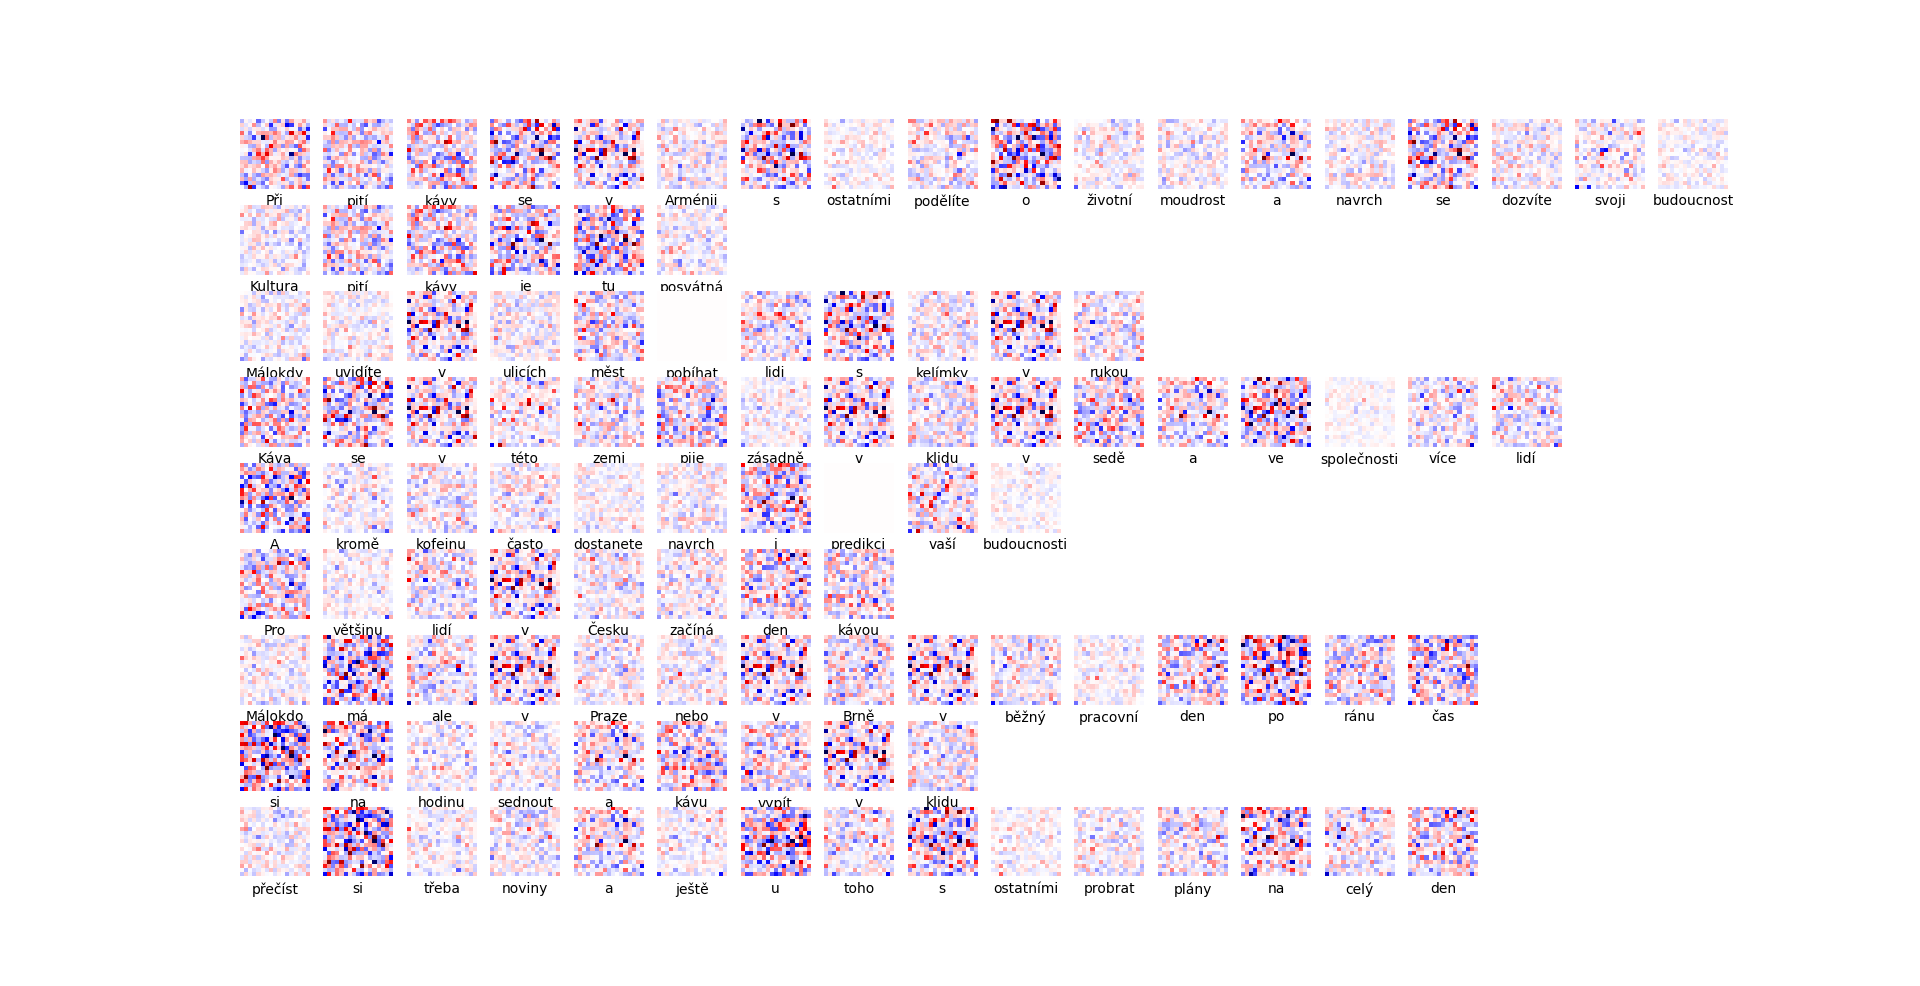 Při pití kávy se v Arménii s ostatními podělíte o životní moudrost a navrch se dozvíte svoji budoucnost
Kultura pití kávy je tu posvátná
Málokdy uvidíte v ulicích měst pobíhat lidi s kelímky v rukou
Káva se v této zemi pije zásadně v klidu v sedě a ve společnosti více lidí
A kromě kofeinu často dostanete navrch i predikci vaší budoucnosti
Pro většinu lidí v Česku začíná den kávou
Málokdo má ale v Praze nebo v Brně v běžný pracovní den po ránu čas
si na hodinu sednout a kávu vypít v klidu
přečíst si třeba noviny a ještě u toho s ostatními probrat plány na celý den